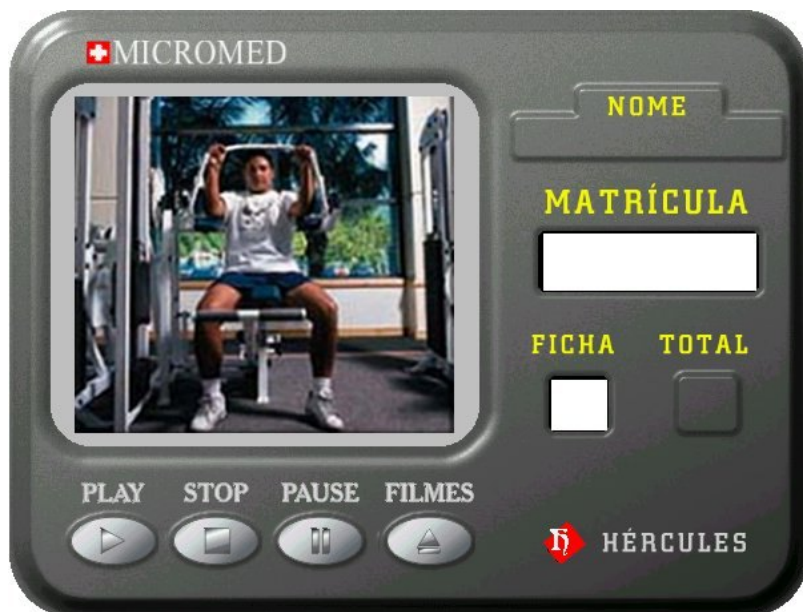 MICROMED
NOME
MATRÍCULA
FICHA TOTAL
PLAY STOP PAUSE FILMES
HÉRCULES